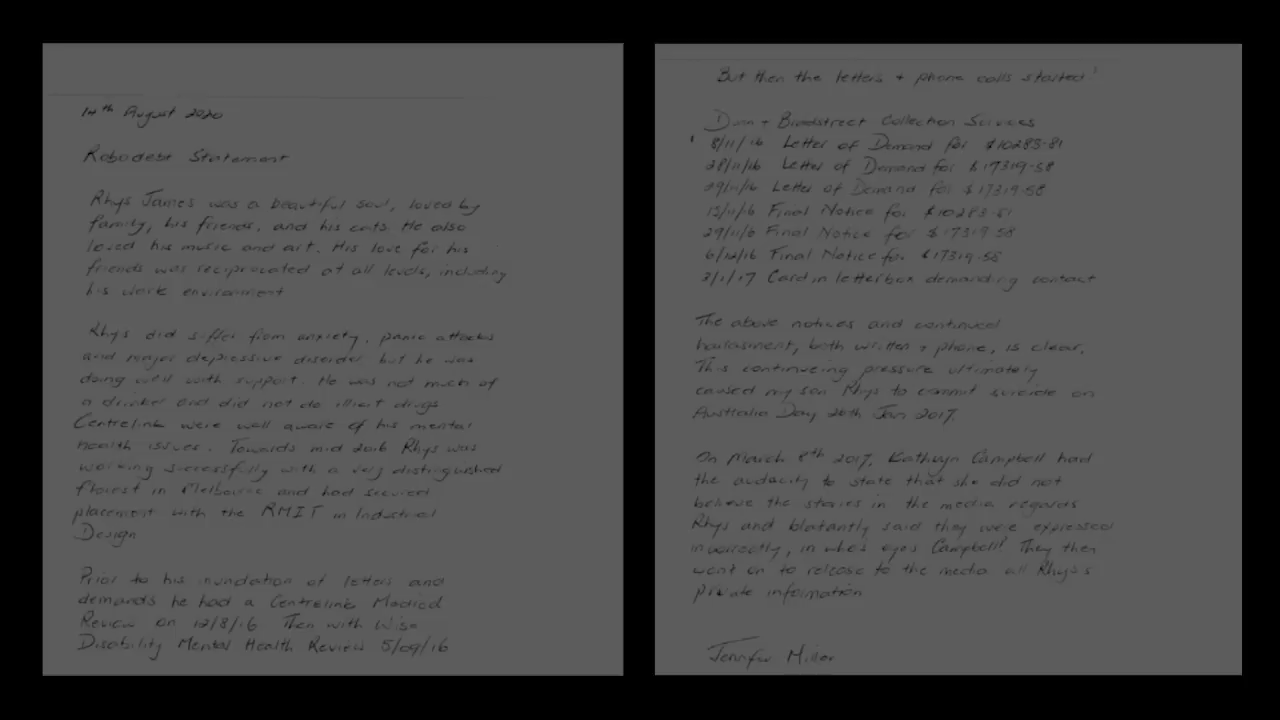 14th August 2020
Robodebt Statement
Rhys James was a beautiful soul, loved by
family, his friends, and his cats. He also
loved his music and art. His love for his
friends was reciprocated at all levels, including
his work environment
Rhys did suffer from anxiety, panic attacks
and major depressive disorder but he was
doing well with support. He was not much of
a drinker and did not do illicit drugs
Centrelink were well aware of his mental
health issues. Towards mid 2016 Rhys was
working successfully with a very distinguished
florest in Melbourne and had secured
placement with the RMIT in Industrial
Design
Prior to his inundation of letters and
demands he had a Centrelink Medical
Review on 12/8/16 Then with Wise
Disability Mental Health Review 5/09/16
But then the letters + phone calls started
Dunn + Bradstreet Collection Services
8/11/16 Letter of Demand for $10283.81
28/11/16 Letter of Demand for $17319.58
29/11/16 Letter of Demand for $17319.58
15/11/16 Final Notice for $10283.81
29/11/16 Final Notice for $17319.58
6/12/16 Final Notice for $17319.58
3/1/17 Card in letterbox demanding contact
The above notices and continued
harrassment, both written + phone, is clear.
This continueing pressure ultimately
caused my son Rhys to commit suicide on
Australia Day 26th Jan 2017.
On March 8th 2017, Kathryn Campbell had
the audacity to state that she did not
believe the stories in the media regards
Rhys and blatantly said they were expressed
incorrectly, in who's eyes Campbell! They then
went on to release to the media all Rhys's
private information
Jennifer Miller